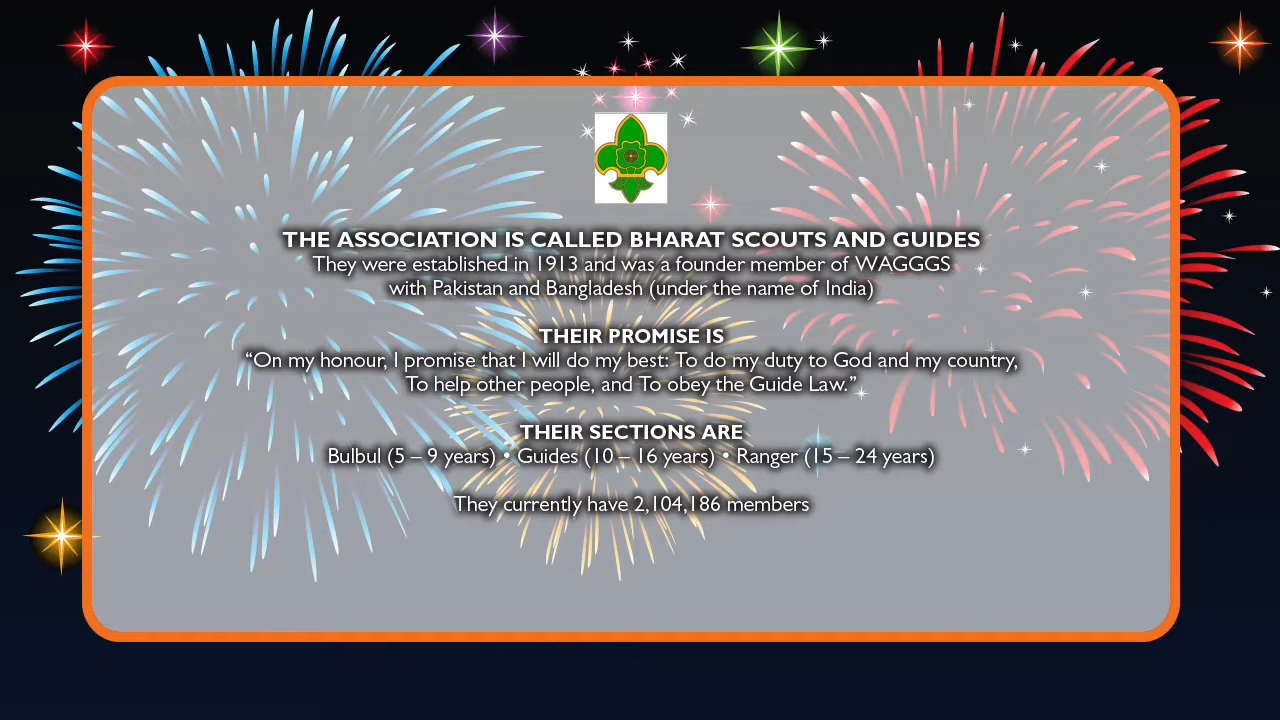 THE ASSOCIATION IS CALLED BHARAT SCOUTS AND GUIDES
They were established in 1913 and was a founder member of WAGGGS
with Pakistan and Bangladesh (under the name of India)
THEIR PROMISE IS
“On my honour, I promise that I will do my best: To do my duty to God and my country,
To help other people, and To obey the Guide Law.”
THEIR SECTIONS ARE
Bulbul (5 – 9 years) • Guides (10 – 16 years) • Ranger (15 – 24 years)
They currently have 2,104,186 members